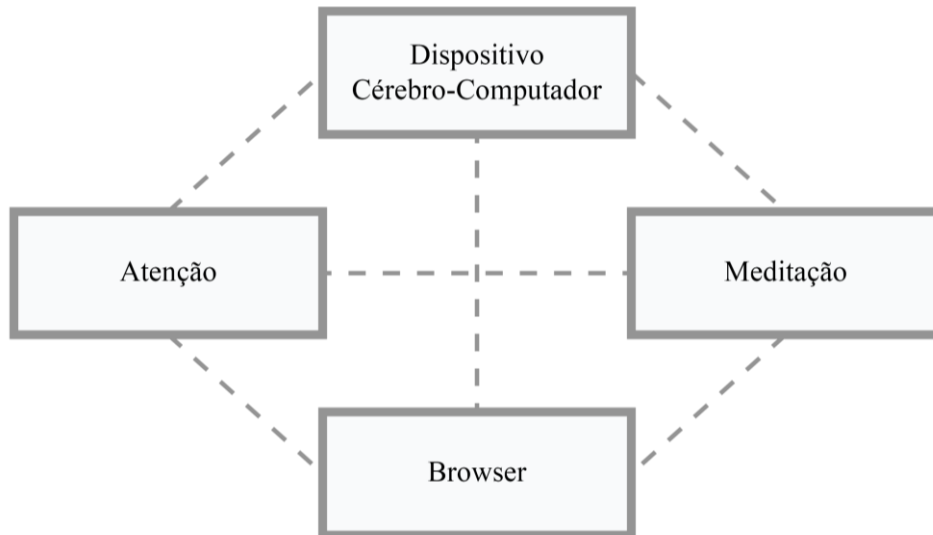 Dispositivo
Cérebro-Computador
Atenção
Meditação
Browser